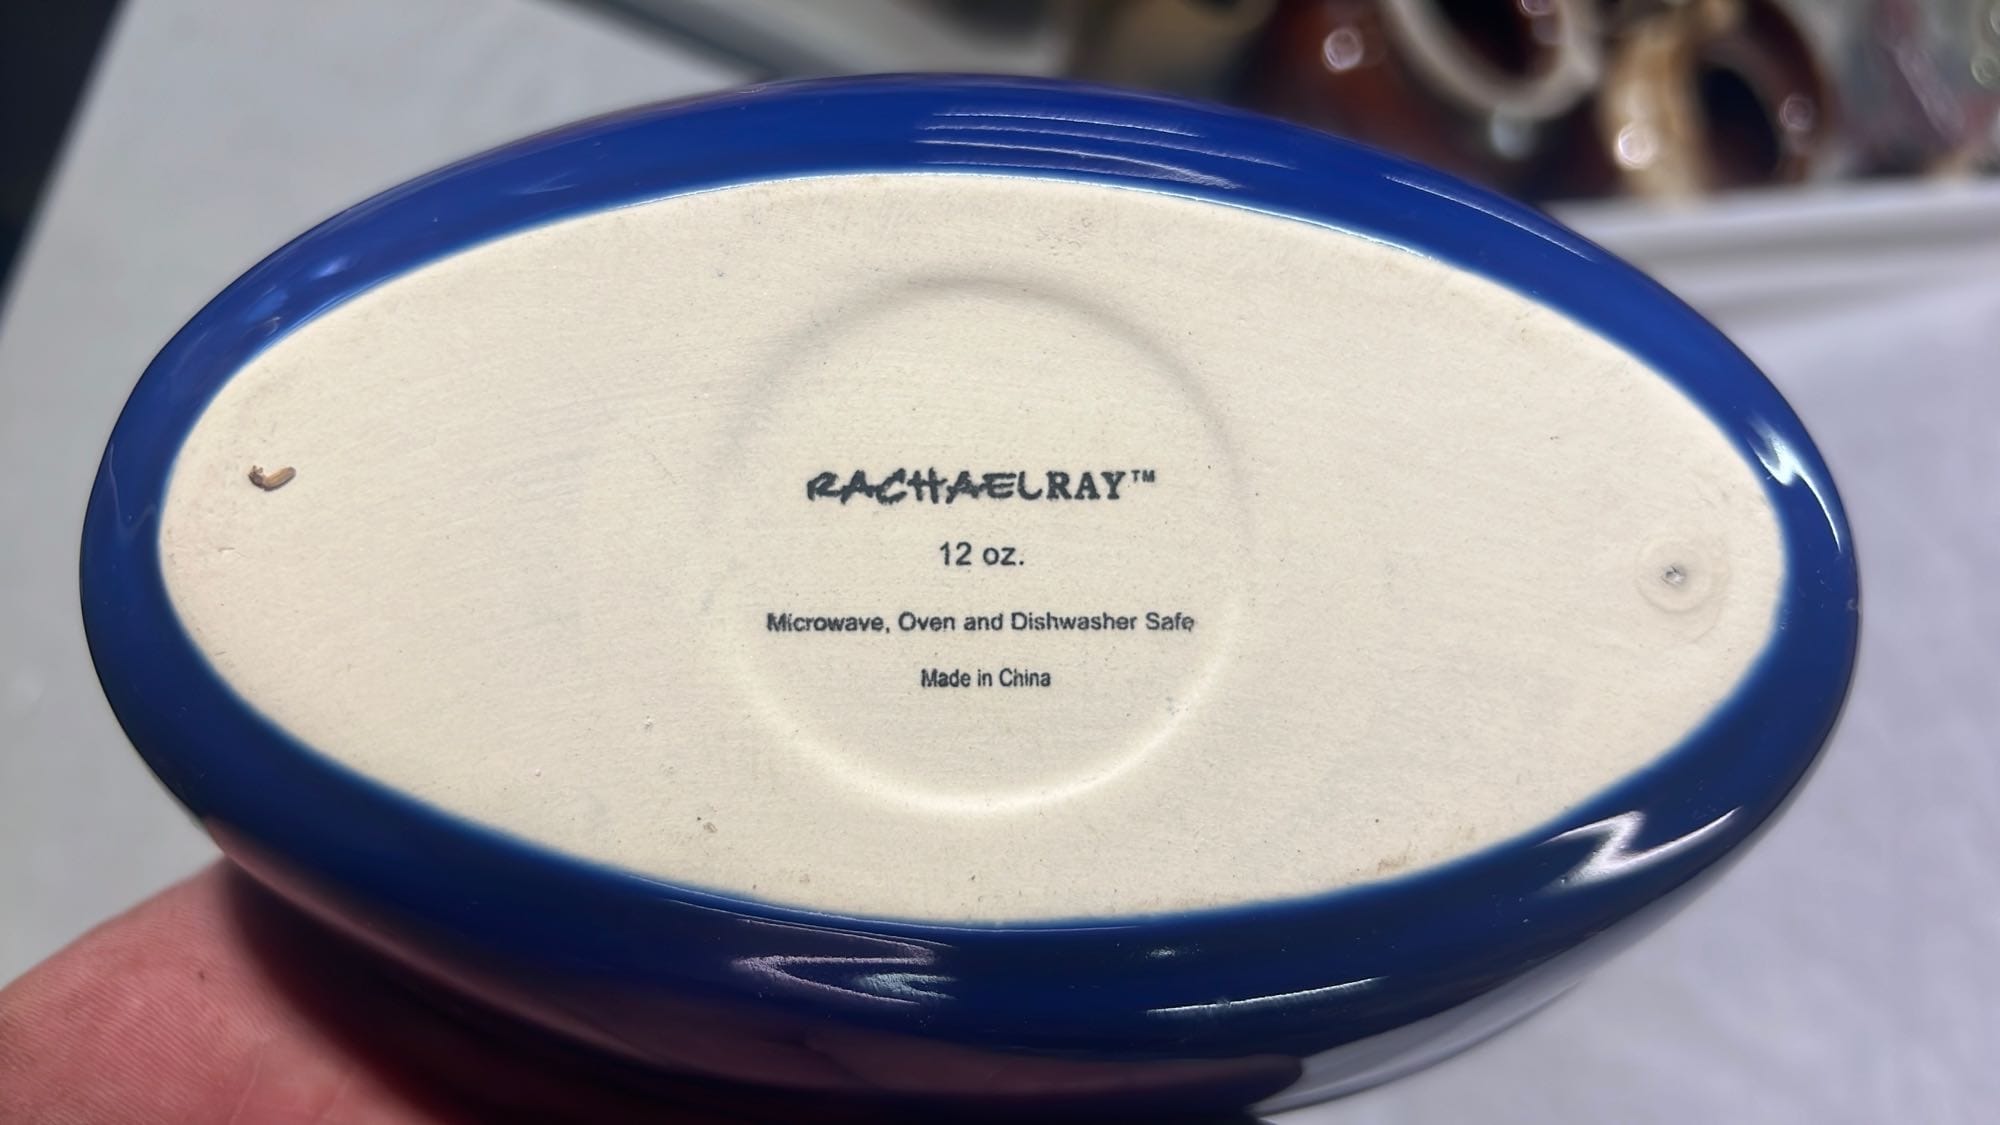 RACHAELRAY™
12 oz.
Microwave, Oven and Dishwasher Safe
Made in China